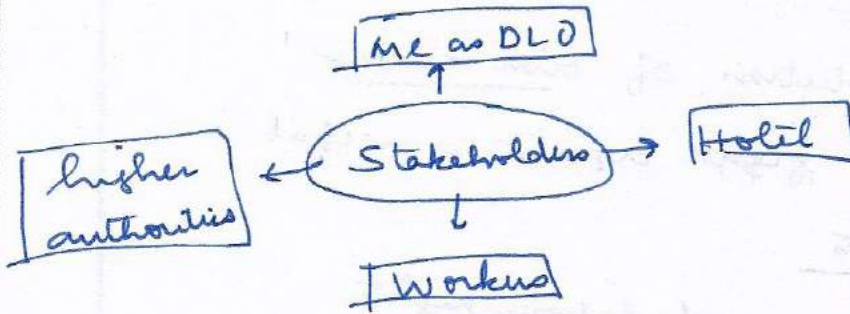 Me as DLO
Stakeholders
Hotel
higher
authorities
Workers